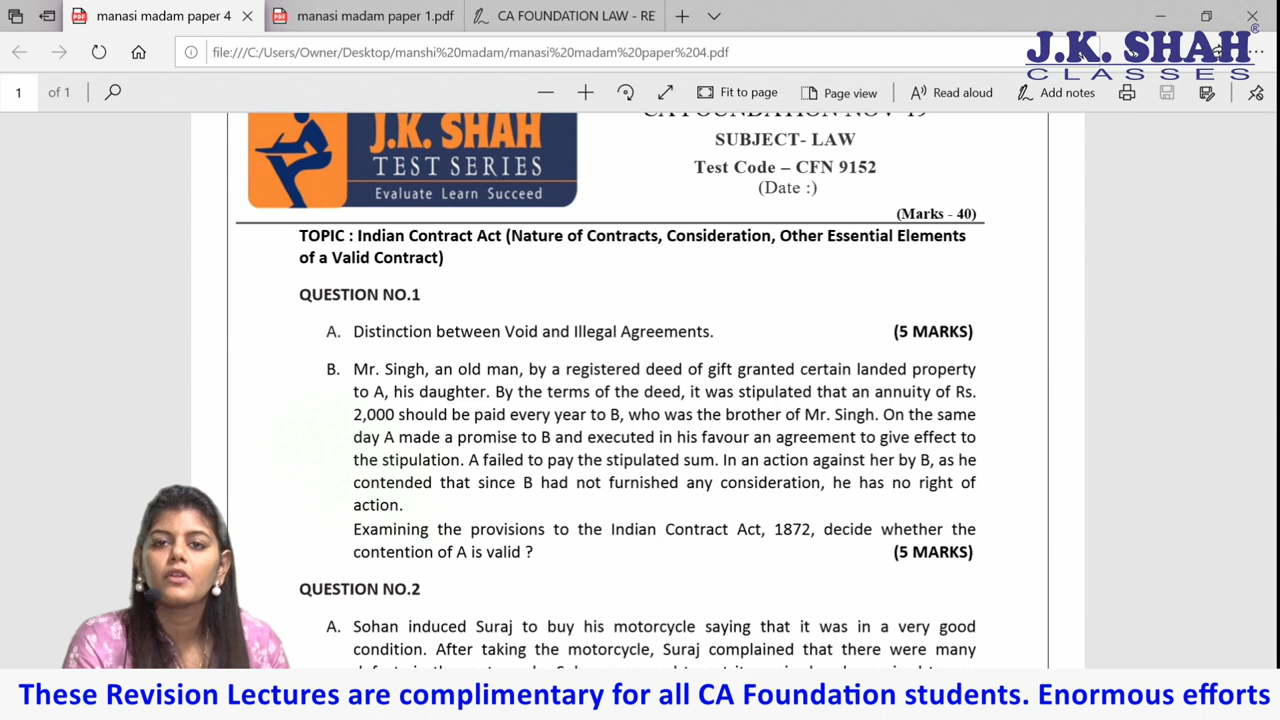 manasi madam paper 4
manasi madam paper 1.pdf
CA FOUNDATION LAW - RE
file:///C:/Users/Owner/Desktop/manshi%20madam/manasi%20madam%20paper%204.pdf
J.K. SHAH®
CLASSES
1 of 1
Fit to page
Page view
Read aloud
Add notes
CA FOUNDATION NOV-19
J.K. SHAH
TEST SERIES
Evaluate Learn Succeed
SUBJECT- LAW
Test Code – CFN 9152
(Date :)
(Marks - 40)
TOPIC : Indian Contract Act (Nature of Contracts, Consideration, Other Essential Elements
of a Valid Contract)
QUESTION NO.1
A. Distinction between Void and Illegal Agreements. (5 MARKS)
B. Mr. Singh, an old man, by a registered deed of gift granted certain landed property
to A, his daughter. By the terms of the deed, it was stipulated that an annuity of Rs.
2,000 should be paid every year to B, who was the brother of Mr. Singh. On the same
day A made a promise to B and executed in his favour an agreement to give effect to
the stipulation. A failed to pay the stipulated sum. In an action against her by B, as he
contended that since B had not furnished any consideration, he has no right of
action.
Examining the provisions to the Indian Contract Act, 1872, decide whether the
contention of A is valid ? (5 MARKS)
QUESTION NO.2
A. Sohan induced Suraj to buy his motorcycle saying that it was in a very good
condition. After taking the motorcycle, Suraj complained that there were many
These Revision Lectures are complimentary for all CA Foundation students. Enormous efforts